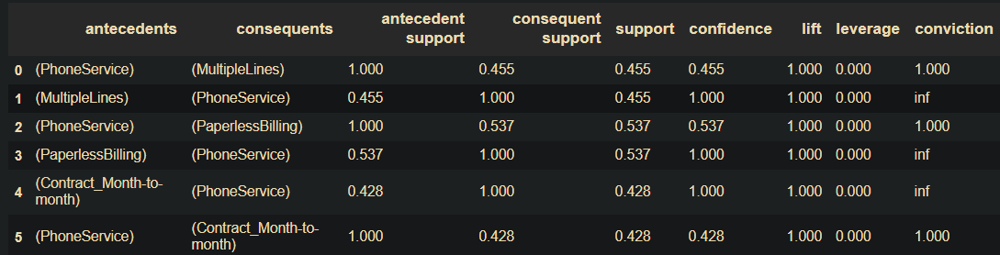 antecedents consequents antecedent support consequent support support confidence lift leverage conviction
0 (PhoneService) (MultipleLines) 1.000 0.455 0.455 0.455 1.000 0.000 1.000
1 (MultipleLines) (PhoneService) 0.455 1.000 0.455 1.000 1.000 0.000 inf
2 (PhoneService) (PaperlessBilling) 1.000 0.537 0.537 0.537 1.000 0.000 1.000
3 (PaperlessBilling) (PhoneService) 0.537 1.000 0.537 1.000 1.000 0.000 inf
4 (Contract_Month-to-month) (PhoneService) 0.428 1.000 0.428 1.000 1.000 0.000 inf
5 (PhoneService) (Contract_Month-to-month) 1.000 0.428 0.428 0.428 1.000 0.000 1.000